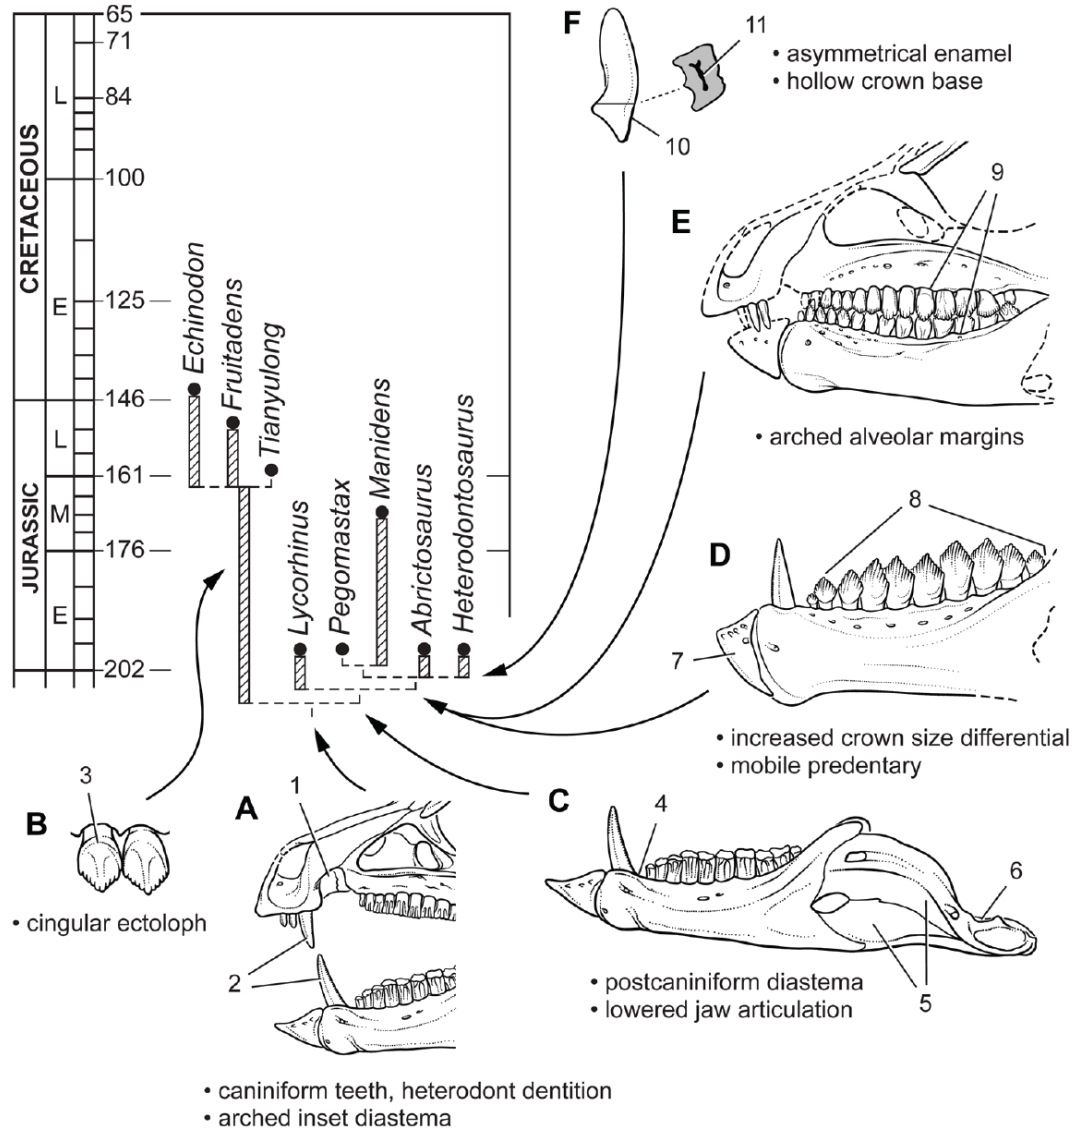 65
71
84
100
125
146
161
176
202
CRETACEOUS
JURASSIC
L
E
L
M
E
Echinodon
Fruitadens
Tianyulong
Lycorhinus
Pegomastax
Manidens
Abrictosaurus
Heterodontosaurus
F
11
10
• asymmetrical enamel
• hollow crown base
E
9
• arched alveolar margins
D
8
7
• increased crown size differential
• mobile predentary
B
3
• cingular ectoloph
A
1
2
• caniniform teeth, heterodont dentition
• arched inset diastema
C
4
6
5
• postcaniniform diastema
• lowered jaw articulation